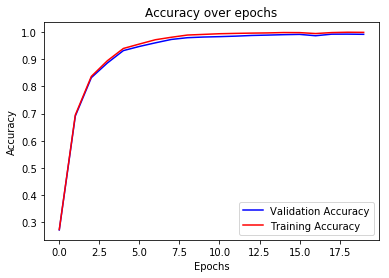 Accuracy over epochs
1.0
0.9
0.8
0.7
0.6
0.5
0.4
0.3
Accuracy
0.0 2.5 5.0 7.5 10.0 12.5 15.0 17.5
Epochs
Validation Accuracy
Training Accuracy